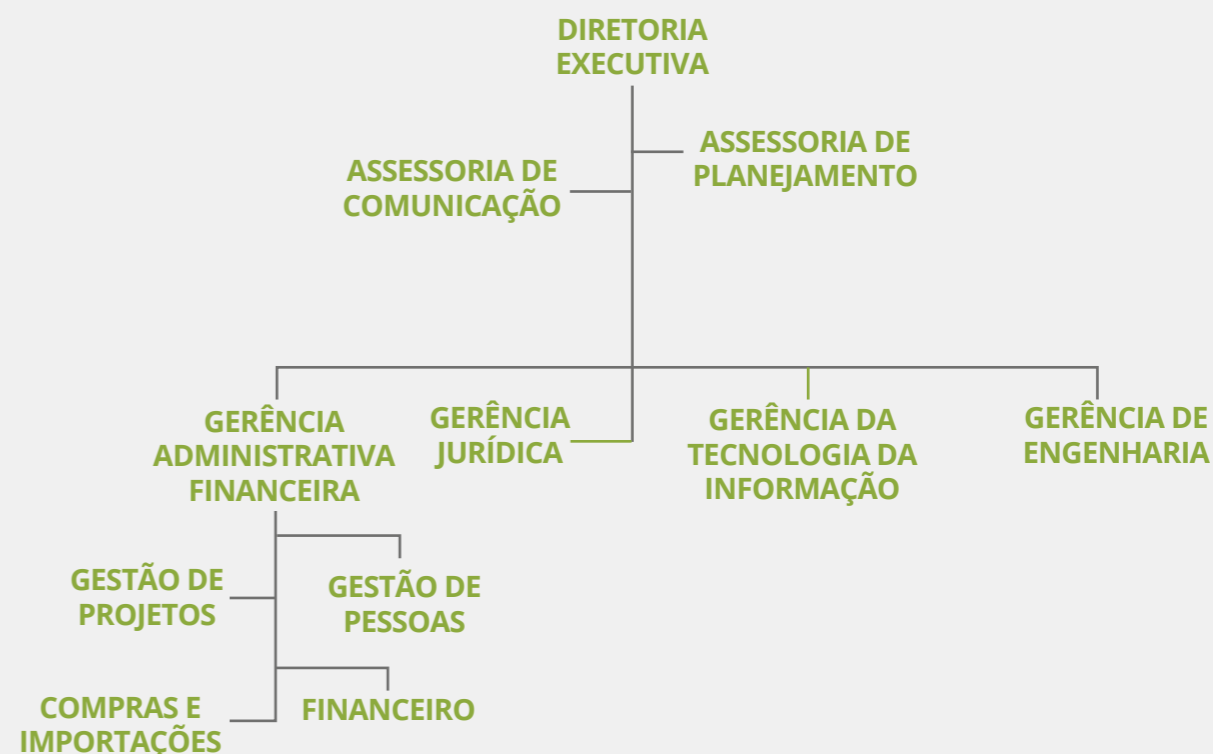 DIRETORIA
EXECUTIVA
ASSESSORIA DE
PLANEJAMENTO
ASSESSORIA DE
COMUNICAÇÃO
GERÊNCIA
ADMINISTRATIVA
FINANCEIRA
GERÊNCIA
JURÍDICA
GERÊNCIA DA
TECNOLOGIA DA
INFORMAÇÃO
GERÊNCIA DE
ENGENHARIA
GESTÃO DE
PROJETOS
GESTÃO DE
PESSOAS
COMPRAS E
IMPORTAÇÕES
FINANCEIRO